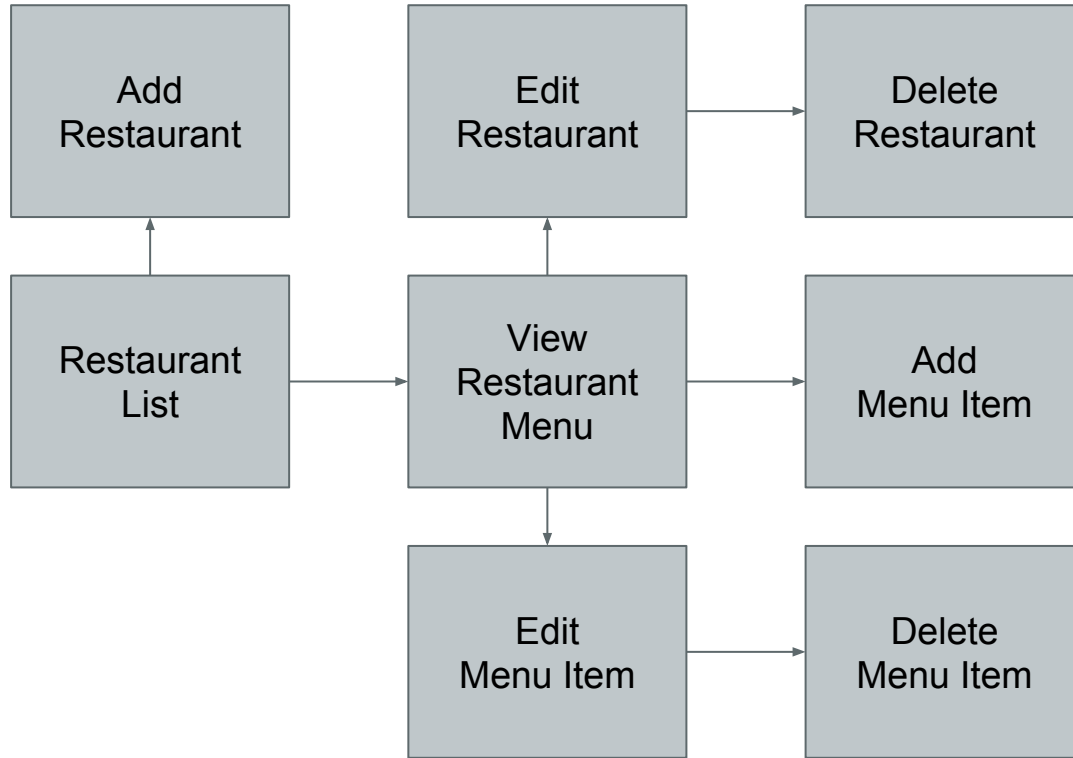 Add
Restaurant
Edit
Restaurant
Delete
Restaurant
Restaurant
List
View
Restaurant
Menu
Add
Menu Item
Edit
Menu Item
Delete
Menu Item